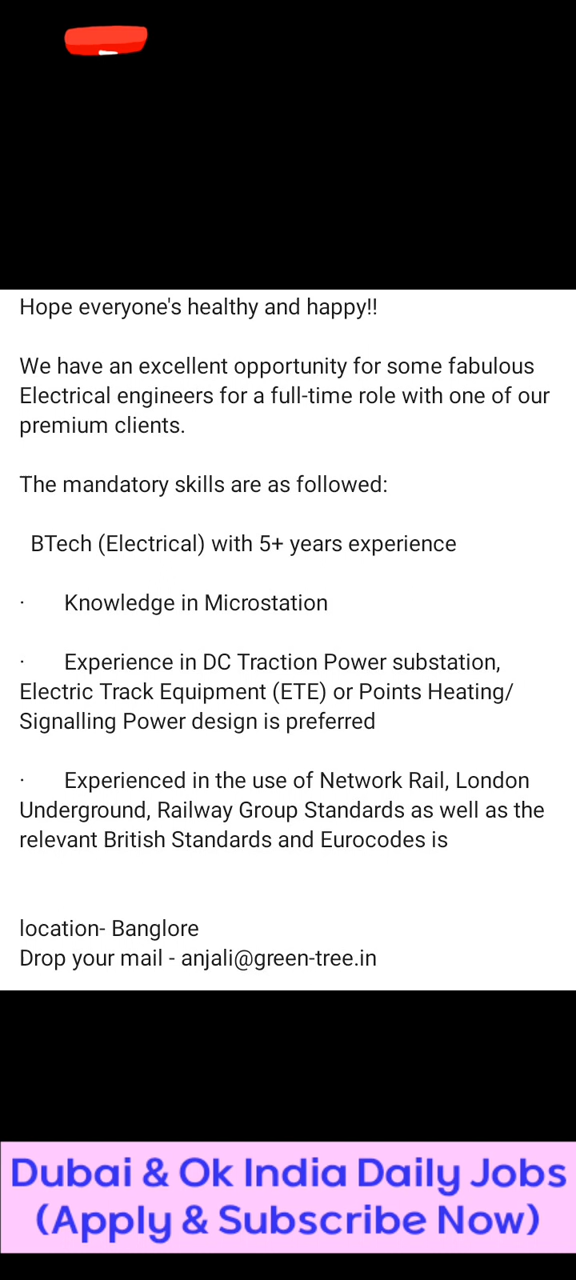 Hope everyone's healthy and happy!!
We have an excellent opportunity for some fabulous
Electrical engineers for a full-time role with one of our
premium clients.
The mandatory skills are as followed:
BTech (Electrical) with 5+ years experience
· Knowledge in Microstation
· Experience in DC Traction Power substation,
Electric Track Equipment (ETE) or Points Heating/
Signalling Power design is preferred
· Experienced in the use of Network Rail, London
Underground, Railway Group Standards as well as the
relevant British Standards and Eurocodes is
location- Banglore
Drop your mail - anjali@green-tree.in
Dubai & Ok India Daily Jobs
(Apply & Subscribe Now)